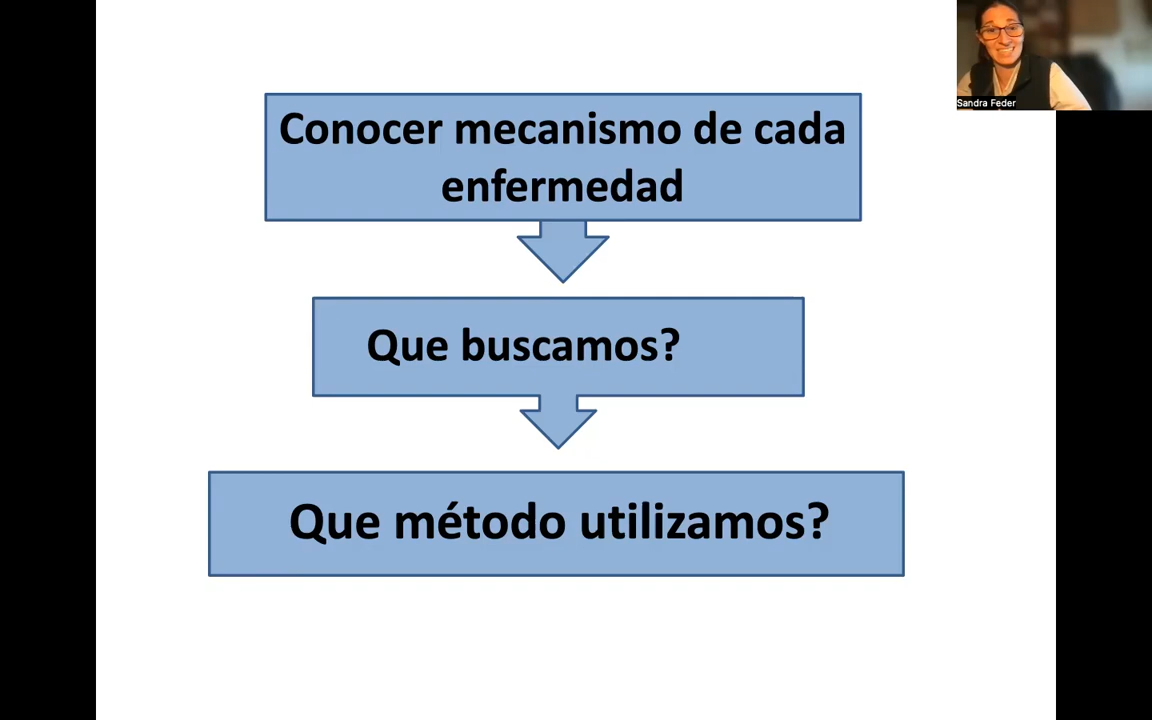 Sandra Feder
Conocer mecanismo de cada
enfermedad
Que buscamos?
Que método utilizamos?